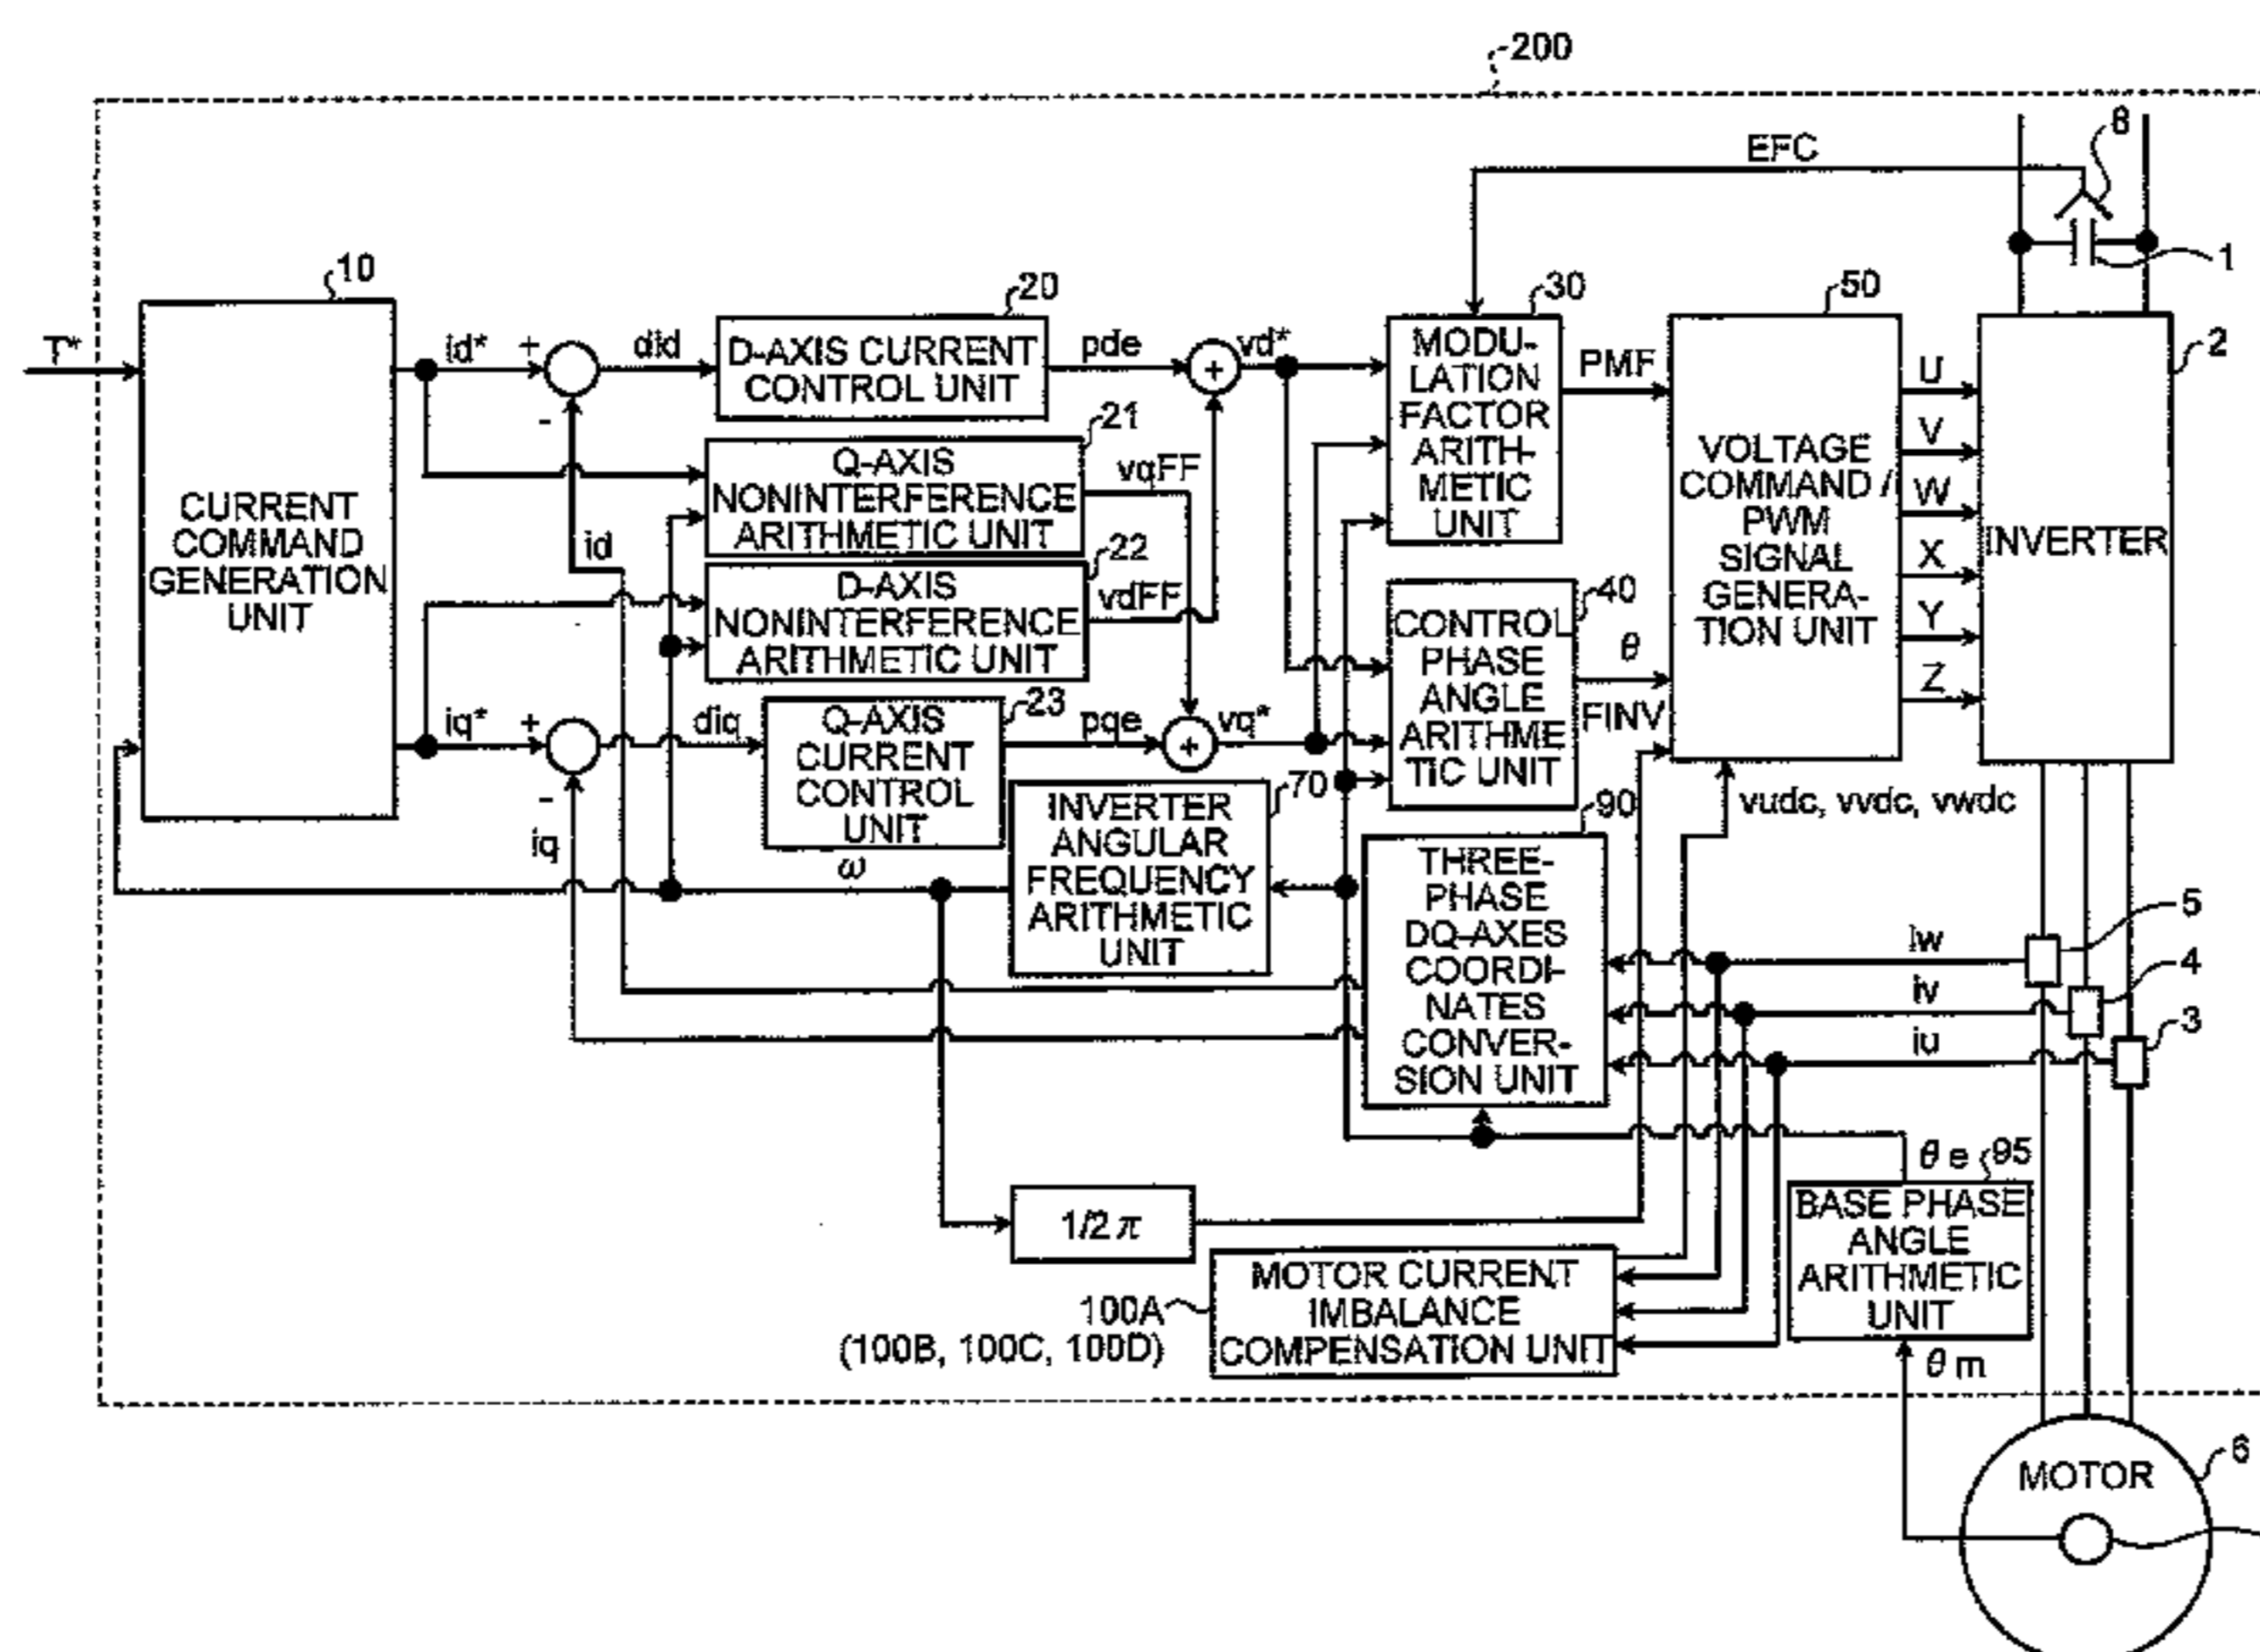 200
EFC
8
1
10
T*
CURRENT
COMMAND
GENERATION
UNIT
id*
+
-
did
id
20
D-AXIS CURRENT
CONTROL UNIT
pde
+
vd*
21
Q-AXIS
NONINTERFERENCE
ARITHMETIC UNIT
vqFF
22
D-AXIS
NONINTERFERENCE
ARITHMETIC UNIT
vdFF
iq*
+
-
iq
diq
23
Q-AXIS
CURRENT
CONTROL
UNIT
pqe
+
vq*
30
MODU-
LATION
FACTOR
ARITH-
METIC
UNIT
PMF
40
CONTROL
PHASE
ANGLE
ARITHME
TIC UNIT
θ
FINV
50
VOLTAGE
COMMAND /
PWM
SIGNAL
GENERA-
TION UNIT
U
V
W
X
Y
Z
2
INVERTER
vudc, vvdc, vwdc
70
INVERTER
ANGULAR
FREQUENCY
ARITHMETIC
UNIT
ω
90
THREE-
PHASE
DQ-AXES
COORDI-
NATES
CONVER-
SION UNIT
iw
iv
iu
5
4
3
1/2π
100A
(100B, 100C, 100D)
MOTOR CURRENT
IMBALANCE
COMPENSATION UNIT
θe
95
BASE PHASE
ANGLE
ARITHMETIC
UNIT
θm
MOTOR
6